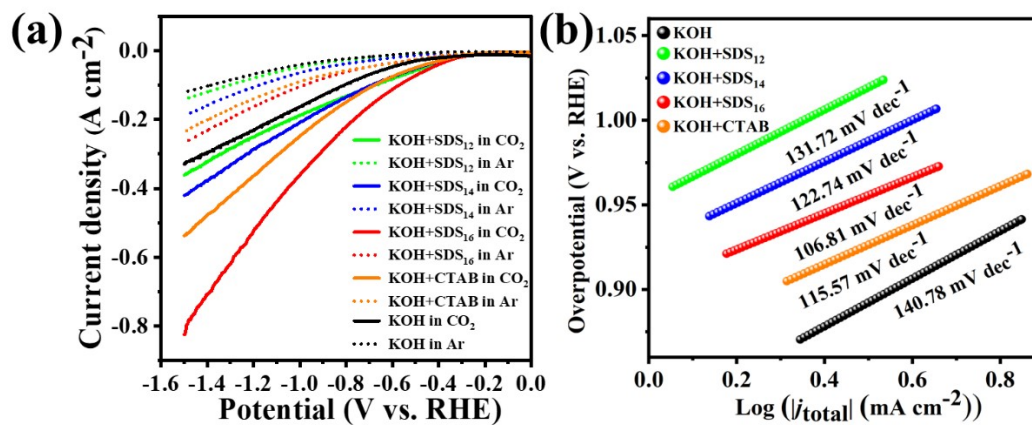 (a)
Current density (A cm⁻²)
0.0
-0.2
-0.4
-0.6
-0.8
KOH+SDS₁₂ in CO₂
KOH+SDS₁₂ in Ar
KOH+SDS₁₄ in CO₂
KOH+SDS₁₄ in Ar
KOH+SDS₁₆ in CO₂
KOH+SDS₁₆ in Ar
KOH+CTAB in CO₂
KOH+CTAB in Ar
KOH in CO₂
KOH in Ar
-1.6 -1.4 -1.2 -1.0 -0.8 -0.6 -0.4 -0.2 0.0
Potential (V vs. RHE)
(b)
Overpotential (V vs. RHE)
1.05
1.00
0.95
0.90
KOH
KOH+SDS₁₂
KOH+SDS₁₄
KOH+SDS₁₆
KOH+CTAB
131.72 mV dec⁻¹
122.74 mV dec⁻¹
106.81 mV dec⁻¹
115.57 mV dec⁻¹
140.78 mV dec⁻¹
0.0 0.2 0.4 0.6 0.8
Log (|j_total| (mA cm⁻²))